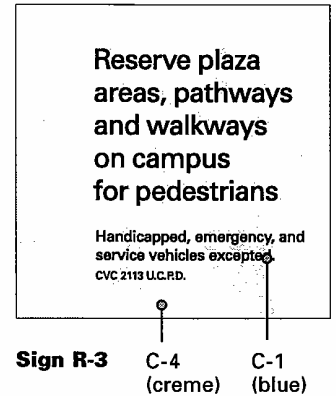 Reserve plaza
areas, pathways
and walkways
on campus
for pedestrians
Handicapped, emergency, and
service vehicles excepted.
CVC 2113 U.C.P.D.
Sign R-3
C-4
(creme)
C-1
(blue)